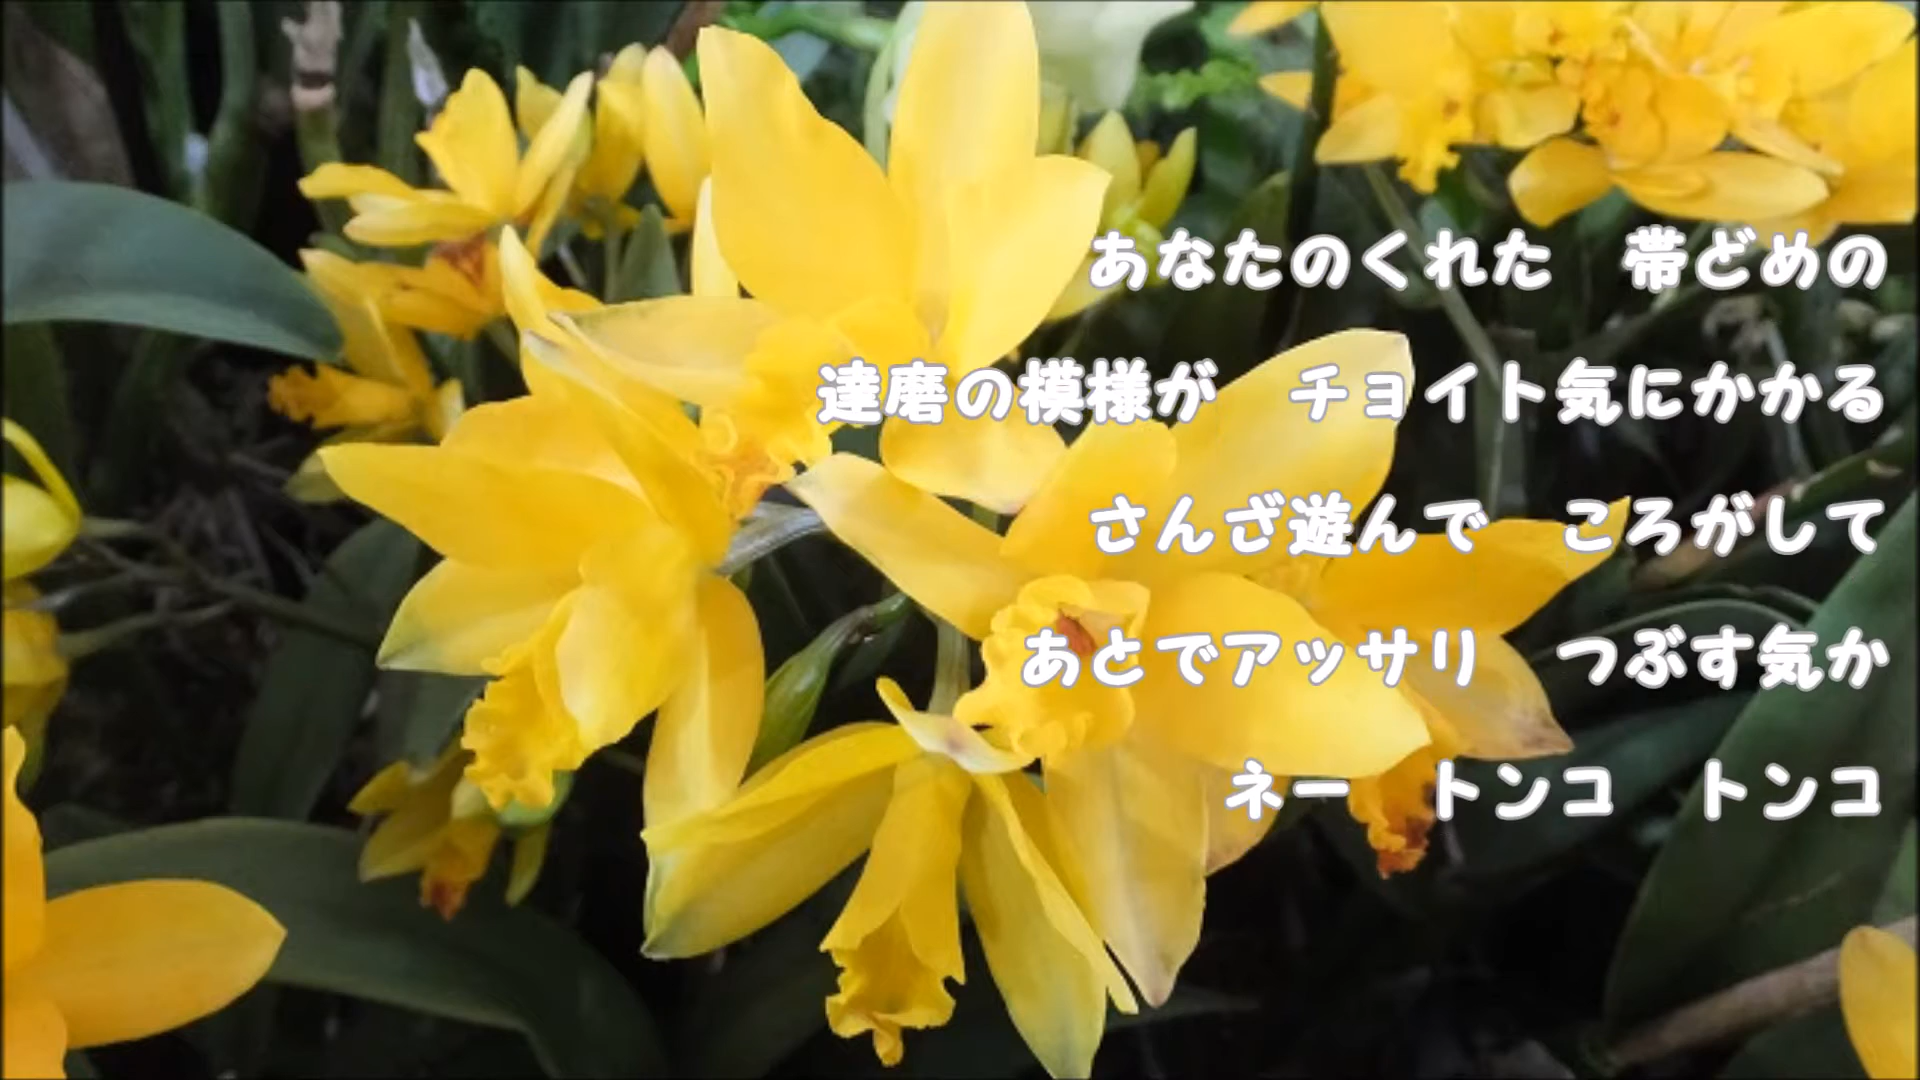 あなたのくれた　帯どめの
達磨の模様が　チョイト気にかかる
さんざ遊んで　ころがして
あとでアッサリ　つぶす気か
ネー　トンコ　トンコ